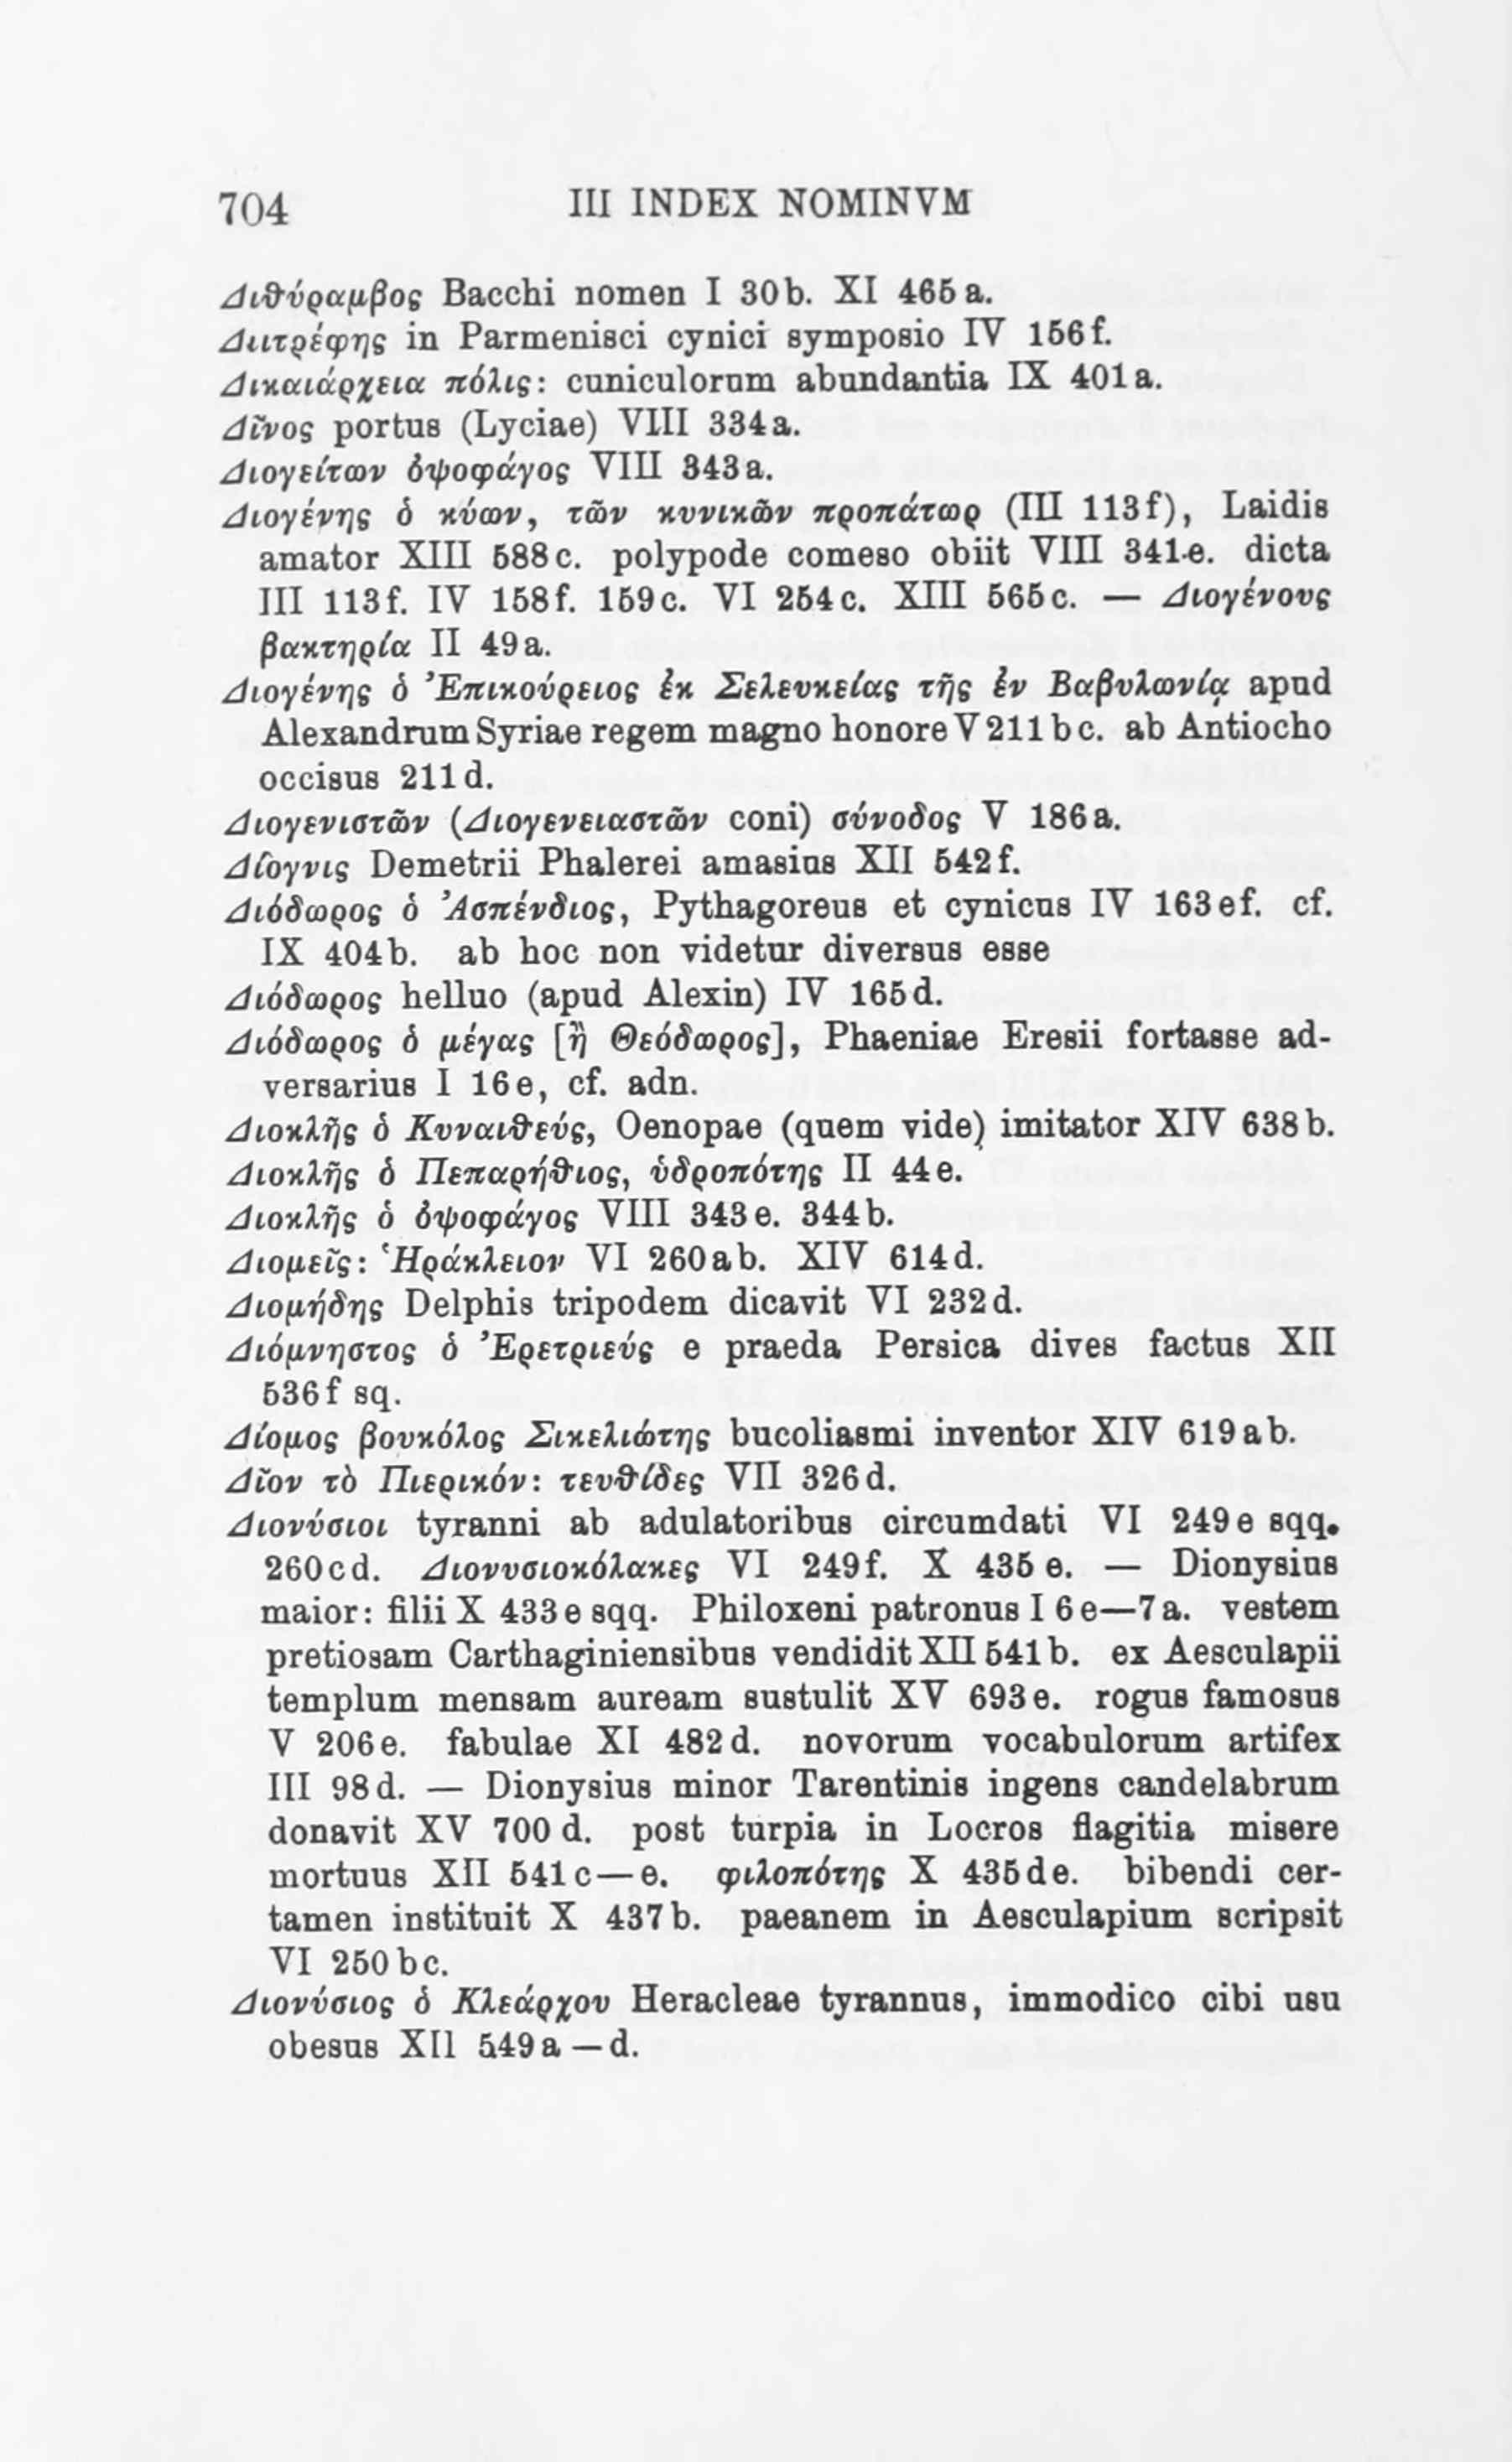 704 III INDEX NOMINVM
Διθύραμβος Bacchi nomen I 30b. XI 465a.
Διιτρέφης in Parmenisci cynici symposio IV 156f.
Δικαιάρχεια πόλις: cuniculorum abundantia IX 401a.
Δῖνος portus (Lyciae) VIII 334a.
Διογείτων ὀψοφάγος VIII 343a.
Διογένης ὁ κύων, τῶν κυνικῶν προπάτωρ (III 113f), Laidis
amator XIII 588c. polypode comeso obiit VIII 341e. dicta
III 113f. IV 158f. 159c. VI 254c. XIII 565c. — Διογένους
βακτηρία II 49a.
Διογένης ὁ Ἐπικούρειος ἐκ Σελευκείας τῆς ἐν Βαβυλωνίᾳ apud
Alexandrum Syriae regem magno honore V 211bc. ab Antiocho
occisus 211d.
Διογενιστῶν (Διογενειαστῶν coni) σύνοδος V 186a.
Δίογνις Demetrii Phalerei amasius XII 542f.
Διόδωρος ὁ Ἀσπένδιος, Pythagoreus et cynicus IV 163ef. cf.
IX 404b. ab hoc non videtur diversus esse
Διόδωρος helluo (apud Alexin) IV 165d.
Διόδωρος ὁ μέγας [ἢ Θεόδωρος], Phaeniae Eresii fortasse ad-
versarius I 16e, cf. adn.
Διοκλῆς ὁ Κυναιθεύς, Oenopae (quem vide) imitator XIV 638b.
Διοκλῆς ὁ Πεπαρήθιος, ὑδροπότης II 44e.
Διοκλῆς ὁ ὀψοφάγος VIII 343e. 344b.
Διομεῖς: Ἡράκλειον VI 260ab. XIV 614d.
Διομήδης Delphis tripodem dicavit VI 232d.
Διόμνηστος ὁ Ἐρετριεύς e praeda Persica dives factus XII
536f sq.
Δίομος βουκόλος Σικελιώτης bucoliasmi inventor XIV 619ab.
Δῖον τὸ Πιερικόν: τευθίδες VII 326d.
Διονύσιοι tyranni ab adulatoribus circumdati VI 249e sqq.
260cd. Διονυσιοκόλακες VI 249f. X 435e. — Dionysius
maior: filii X 433e sqq. Philoxeni patronus I 6e—7a. vestem
pretiosam Carthaginiensibus vendidit XII 541b. ex Aesculapii
templum mensam auream sustulit XV 693e. rogus famosus
V 206e. fabulae XI 482d. novorum vocabulorum artifex
III 98d. — Dionysius minor Tarentinis ingens candelabrum
donavit XV 700d. post turpia in Locros flagitia misere
mortuus XII 541c—e. φιλοπότης X 435de. bibendi cer-
tamen instituit X 437b. paeanem in Aesculapium scripsit
VI 250bc.
Διονύσιος ὁ Κλεάρχου Heracleae tyrannus, immodico cibi usu
obesus XII 549a—d.